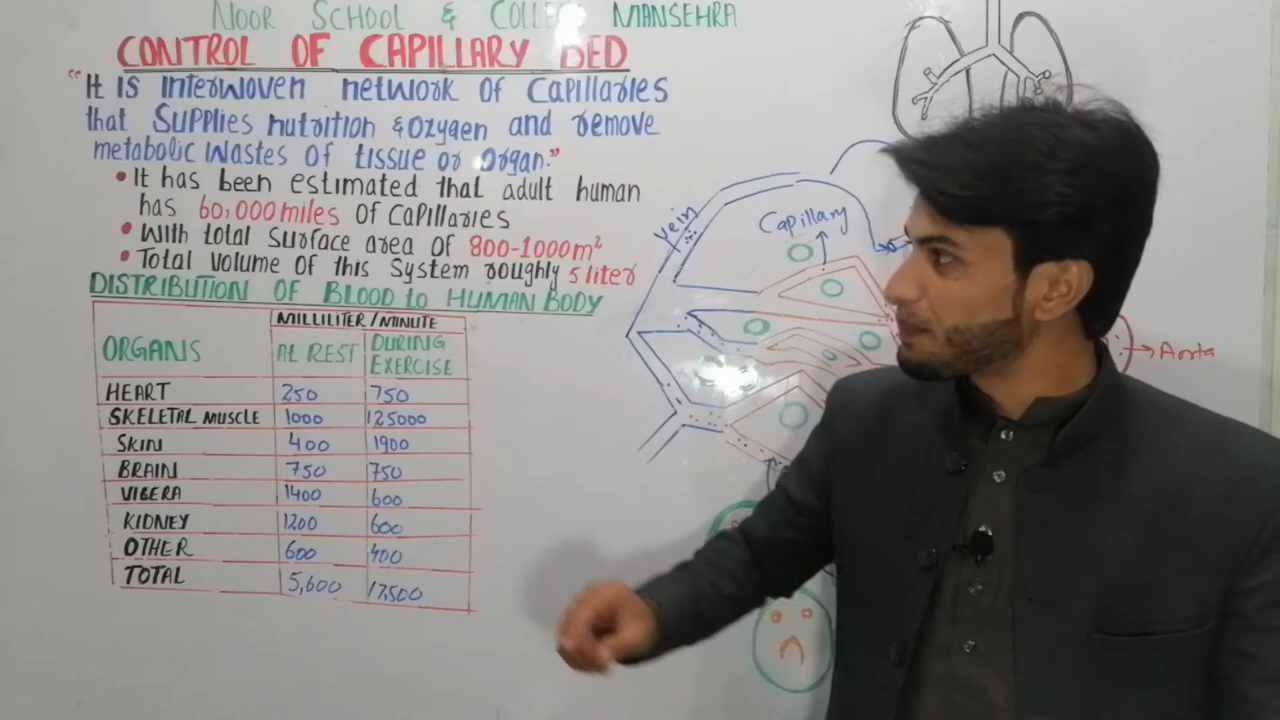 NOOR SCHOOL & COLLEGE MANSEHRA
CONTROL OF CAPILLARY BED
"It IS Interwoven network OF Capillaries
that Supplies nutrition & Oxygen and remove
metabolic Wastes of tissue or organ."
• It has been estimated that adult human
has 60,000 miles OF Capillaries
• With total Surface area OF 800-1000m²
• Total Volume OF this System roughly 5 liter
DISTRIBUTION OF BLOOD to HUMAN BODY
ORGANS
MILLILITER/MINUTE
At REST DURING EXERCISE
HEART 250 750
SKELETAL MUSCLE 1000 125000
SKIN 400 1900
BRAIN 750 750
VICERA 1400 600
KIDNEY 1200 600
OTHER 600 400
TOTAL 5,600 17,500
Vein
Capillary
Aorta